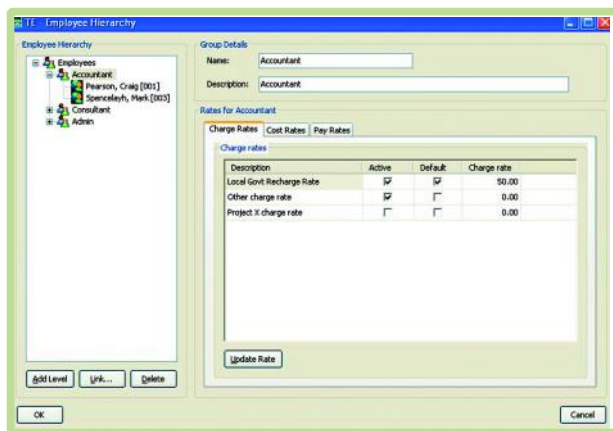 TE - Employee Hierarchy
Employee Hierarchy
Employees
Accountant
Pearson, Craig [001]
Spencelayh, Mark [003]
Consultant
Admin
Add Level Link... Delete
Group Details
Name: Accountant
Description: Accountant
Rates for Accountant
Charge Rates Cost Rates Pay Rates
Charge rates
Description Active Default Charge rate
Local Govt Recharge Rate 50.00
Other charge rate 0.00
Project X charge rate 0.00
Update Rate
OK Cancel